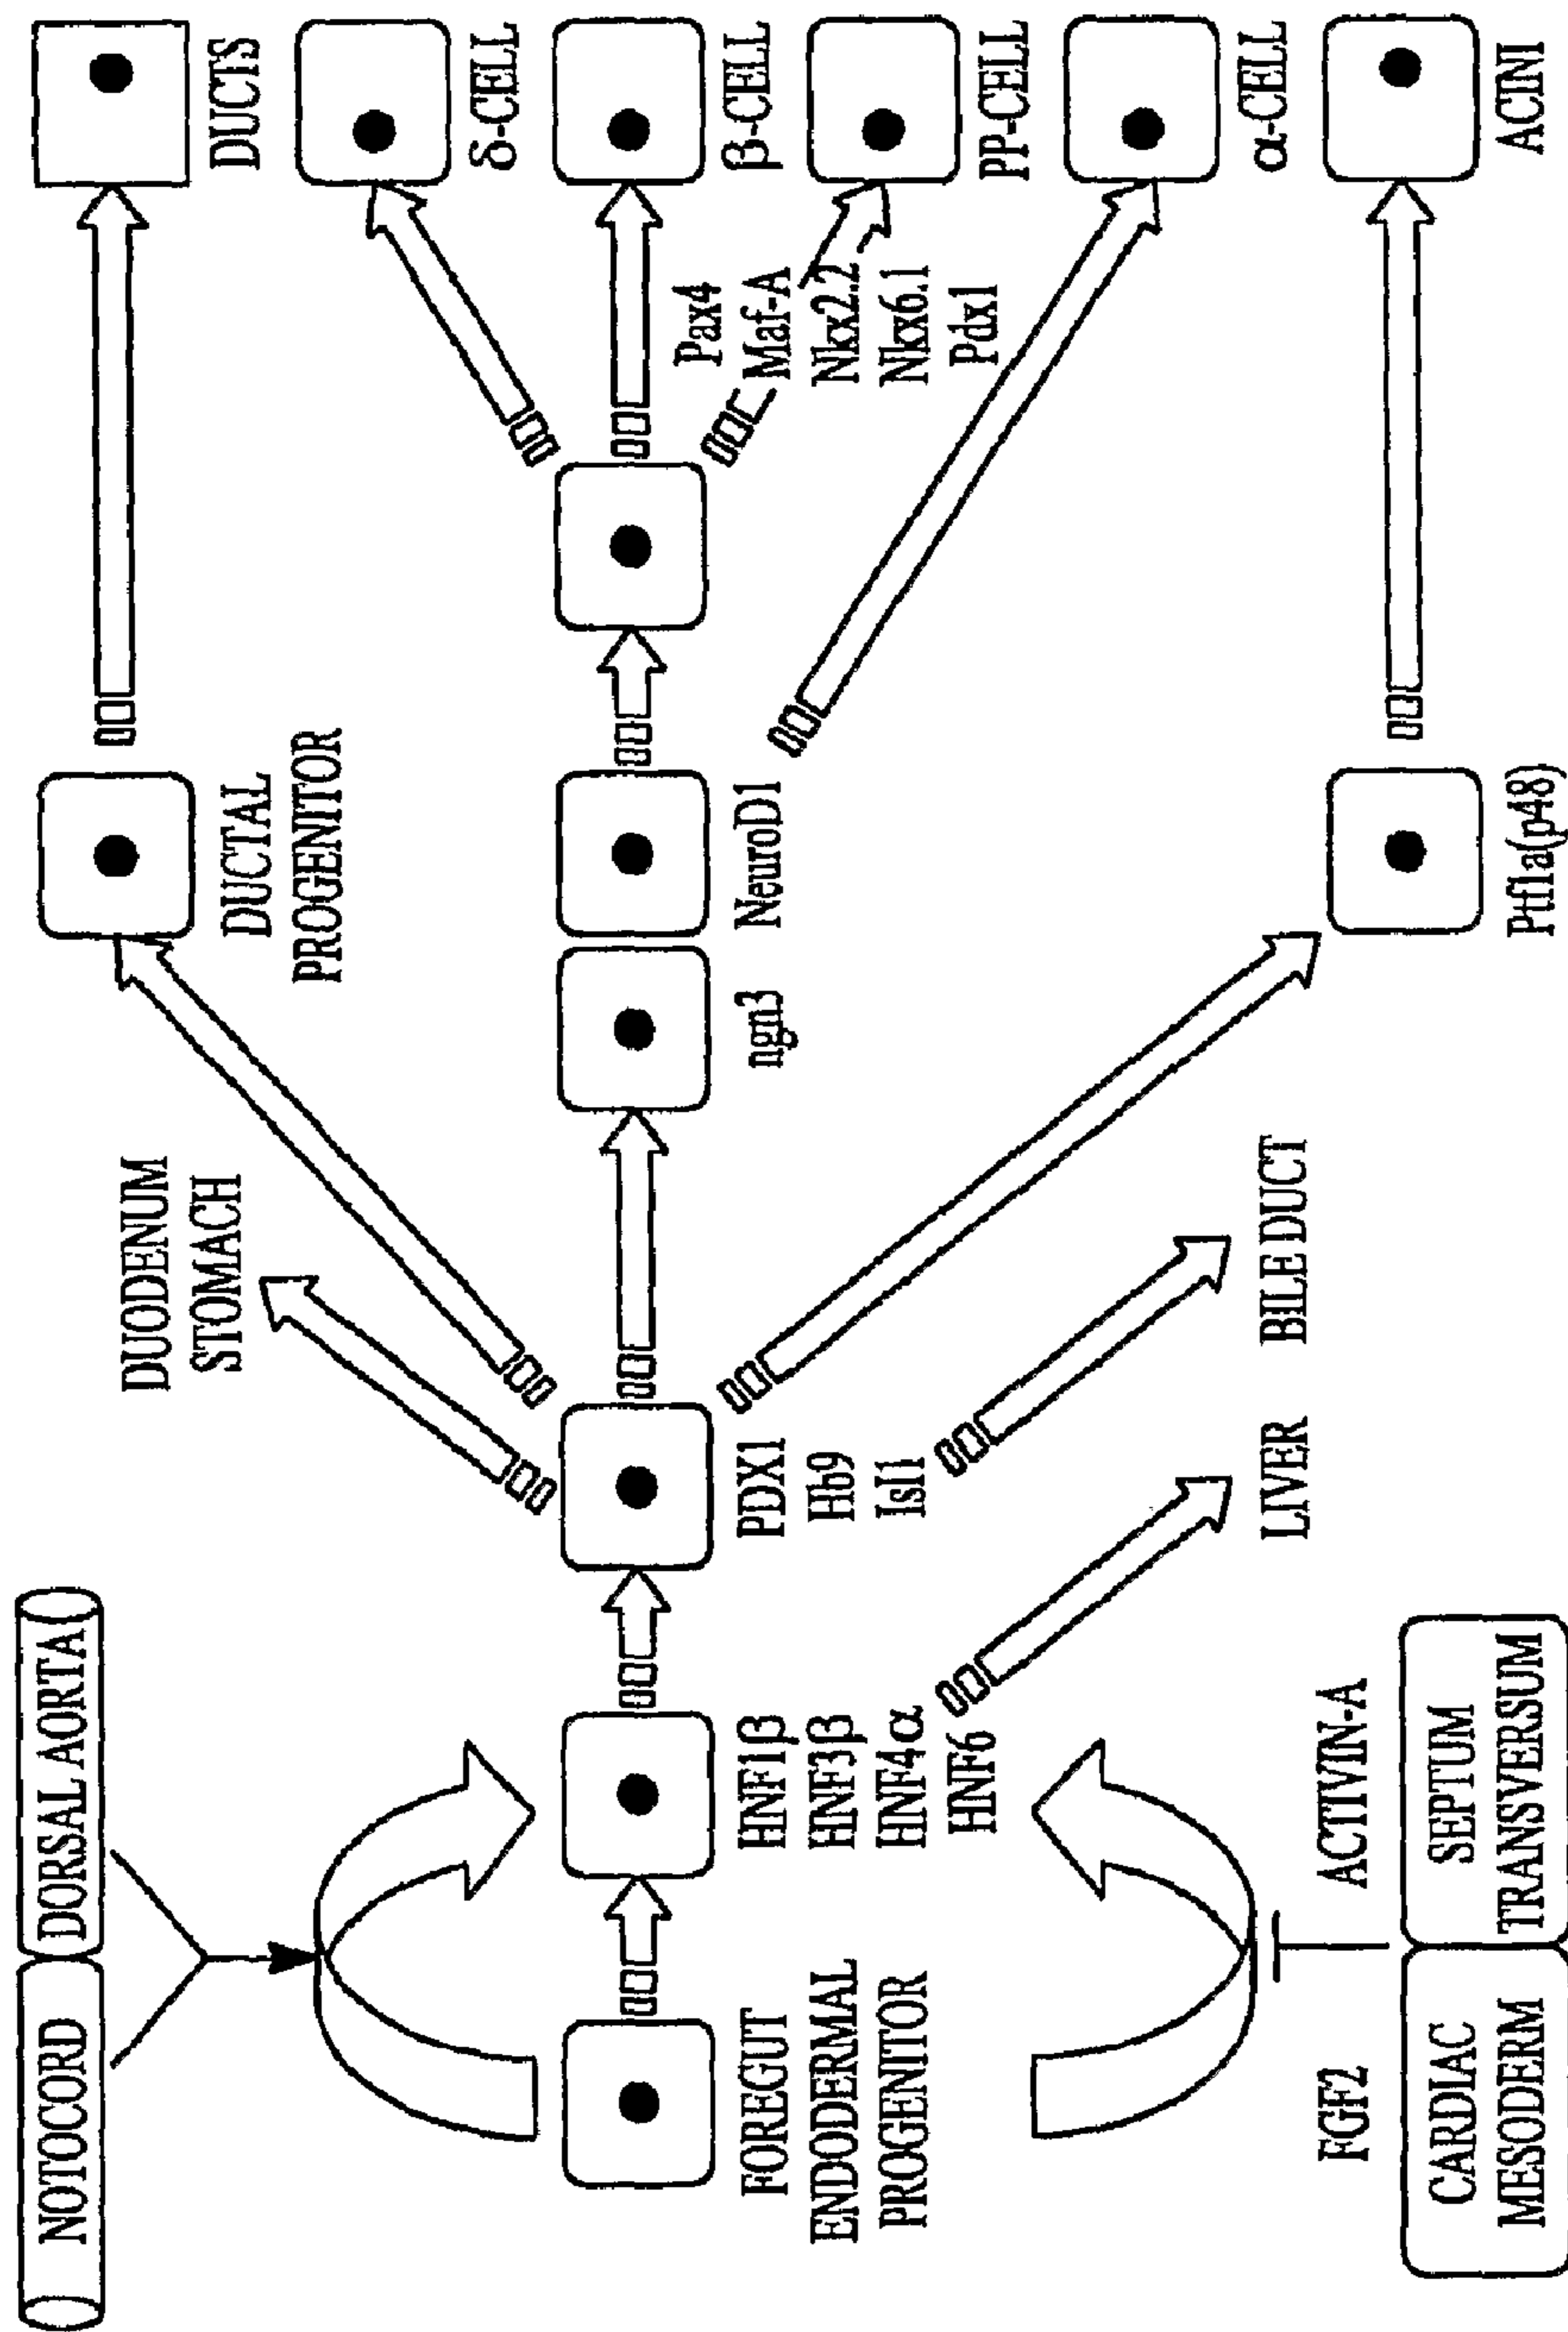 NOTOCORD
DORSAL AORTA
DUODENUM
STOMACH
DUCTAL
PROGENITOR
DUCTS
δ-CELL
FOREGUT
ENDODERMAL
PROGENITOR
HNF1β
HNF3β
HNF4α
HNF6
PDX1
Hb9
Isl1
ngn3
NeuroD1
Pax4
Maf-A
Nkx2.2
Nkx6.1
Pdx1
β-CELL
PP-CELL
α-CELL
LIVER
BILE DUCT
FGF2
ACTIVIN-A
CARDIAC
MESODERM
SEPTUM
TRANSVERSUM
Ptf1a(p48)
ACINI